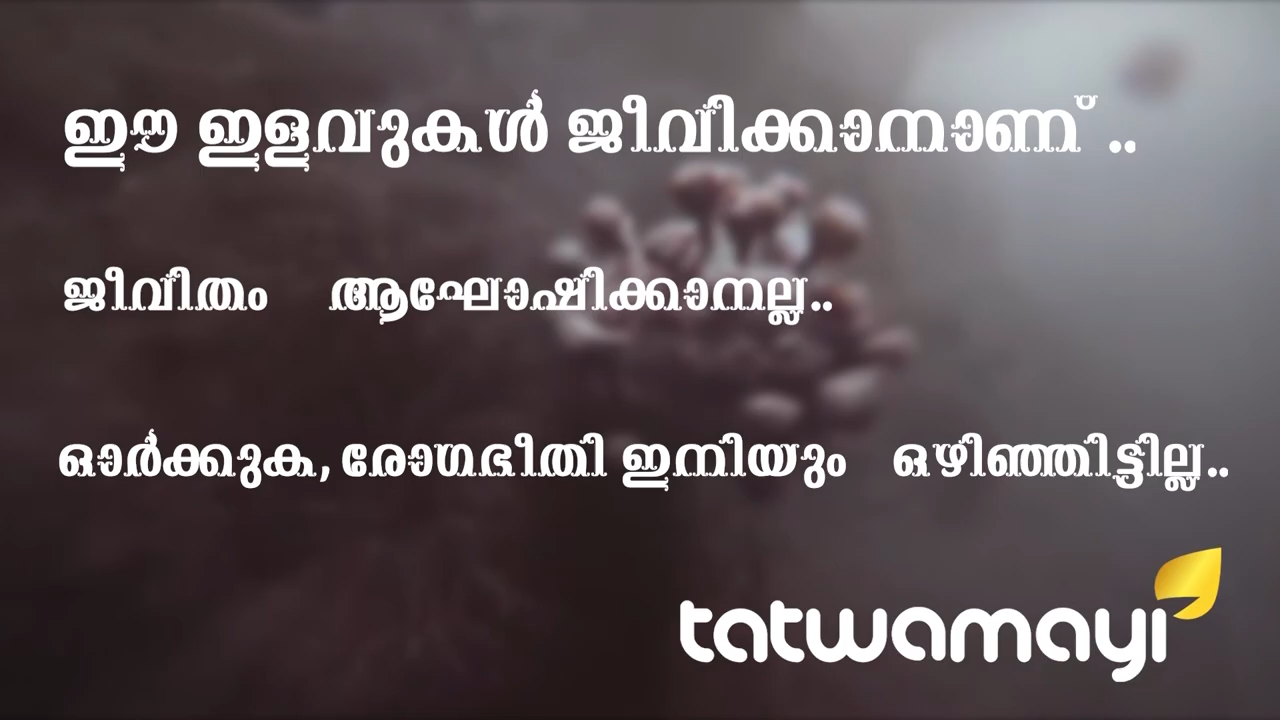 ഈ ഇളവുകൾ ജീവിക്കാനാണ് ..
ജീവിതം ആഘോഷിക്കാനല്ല..
ഓർക്കുക, രോഗഭീതി ഇനിയും ഒഴിഞ്ഞിട്ടില്ല..
tatwamayi